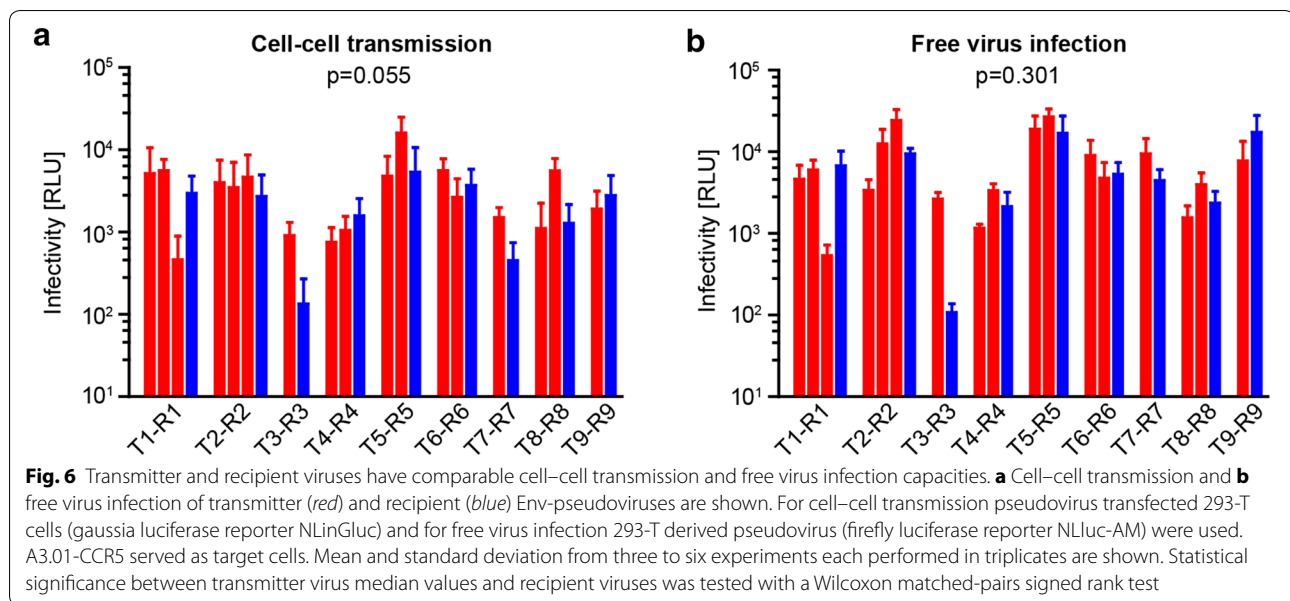 a
Cell-cell transmission
p=0.055
Infectivity [RLU]
10⁵
10⁴
10³
10²
10¹
T1-R1
T2-R2
T3-R3
T4-R4
T5-R5
T6-R6
T7-R7
T8-R8
T9-R9
b
Free virus infection
p=0.301
Infectivity [RLU]
10⁵
10⁴
10³
10²
10¹
T1-R1
T2-R2
T3-R3
T4-R4
T5-R5
T6-R6
T7-R7
T8-R8
T9-R9
Fig. 6 Transmitter and recipient viruses have comparable cell–cell transmission and free virus infection capacities. a Cell–cell transmission and b
free virus infection of transmitter (red) and recipient (blue) Env-pseudoviruses are shown. For cell–cell transmission pseudovirus transfected 293-T
cells (gaussia luciferase reporter NLinGluc) and for free virus infection 293-T derived pseudovirus (firefly luciferase reporter NLluc-AM) were used.
A3.01-CCR5 served as target cells. Mean and standard deviation from three to six experiments each performed in triplicates are shown. Statistical
significance between transmitter virus median values and recipient viruses was tested with a Wilcoxon matched-pairs signed rank test